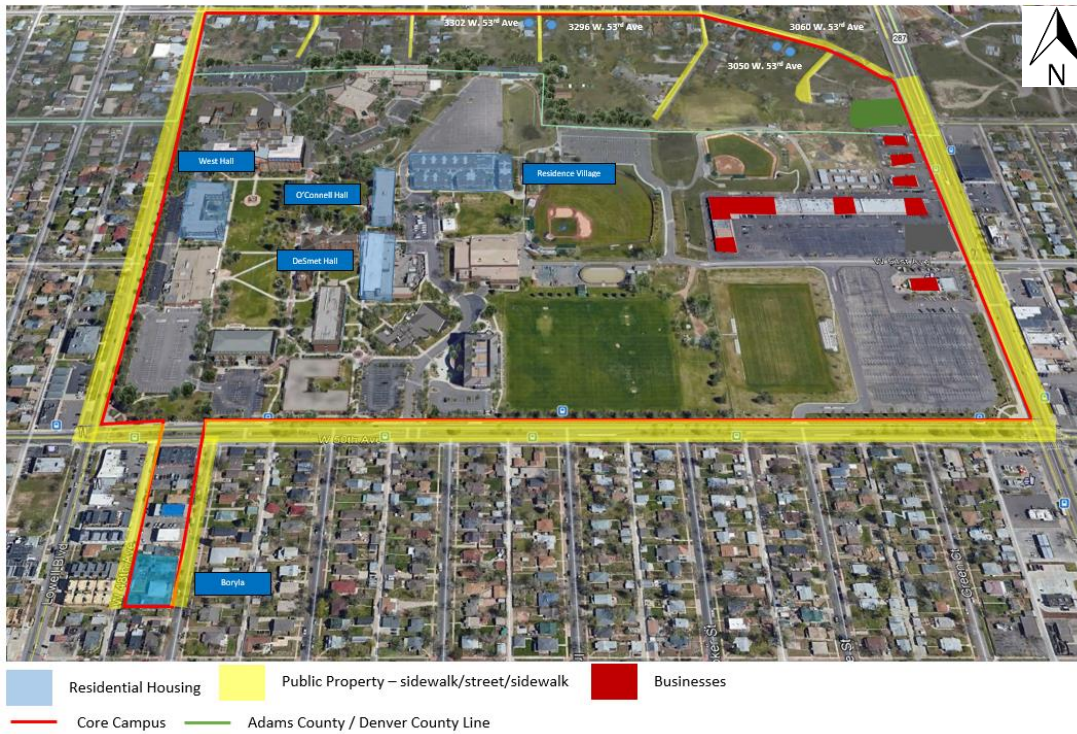 3302 W. 53rd Ave
3296 W. 53rd Ave
3060 W. 53rd Ave
287
N
3050 W. 53rd Ave
West Hall
O'Connell Hall
Residence Village
DeSmet Hall
W 50th Ave
Lowell Blvd
Boryla
Green St
Residential Housing
Public Property – sidewalk/street/sidewalk
Businesses
Core Campus
Adams County / Denver County Line